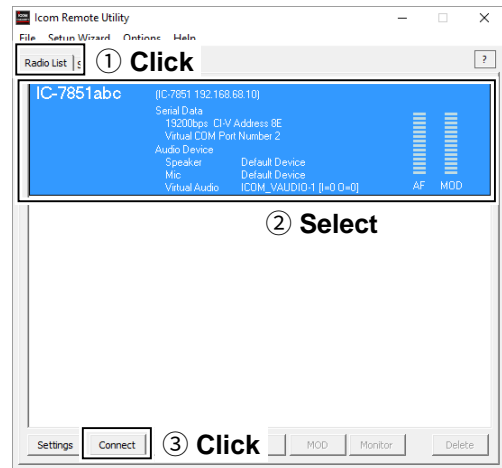 Icom Remote Utility
File Setup Wizard Options Help
Radio List ① Click ?
IC-7851abc (IC-7851 192.168.68.10)
Serial Data
19200bps CI-V Address 8E
Virtual COM Port Number 2
Audio Device
Speaker Default Device
Mic Default Device
Virtual Audio ICOM_VAUDIO-1 [I=0 O=0] AF MOD
② Select
Settings Connect ③ Click MOD Monitor Delete